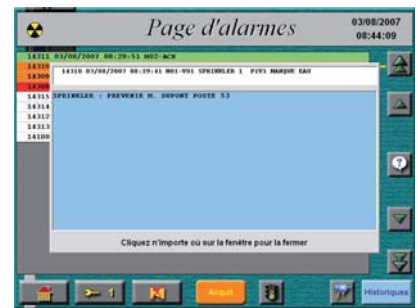 Page d'alarmes
03/08/2007
08:44:09
14311 03/08/2007 08:29:51 M02-ACK
14310
14310 03/08/2007 08:29:41 M01-V01 SPRINKLER 1 P1V1 MANQUE EAU
14309
14308
14315
SPRINKLER : PREVENIR M. DUPONT POSTE 53
14314
14312
14313
14180
?
Cliquez n'importe où sur la fenêtre pour la fermer
1
Acquit
Historiques